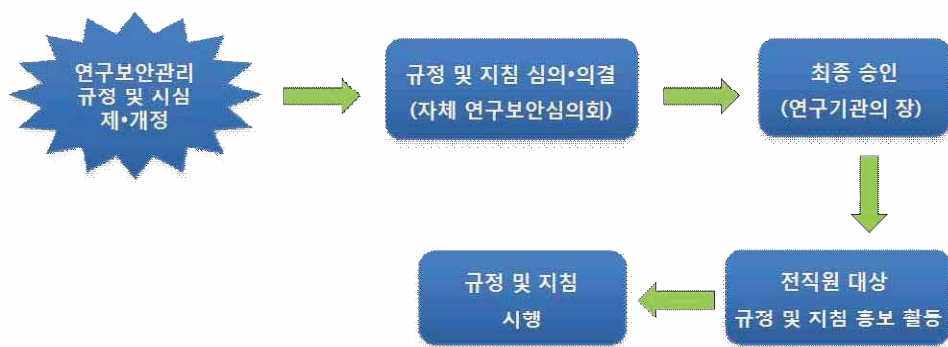 연구보안관리
규정 및 시심
제•개정
규정 및 지침 심의•의결
(자체 연구보안심의회)
최종 승인
(연구기관의 장)
전직원 대상
규정 및 지침 홍보 활동
규정 및 지침
시행